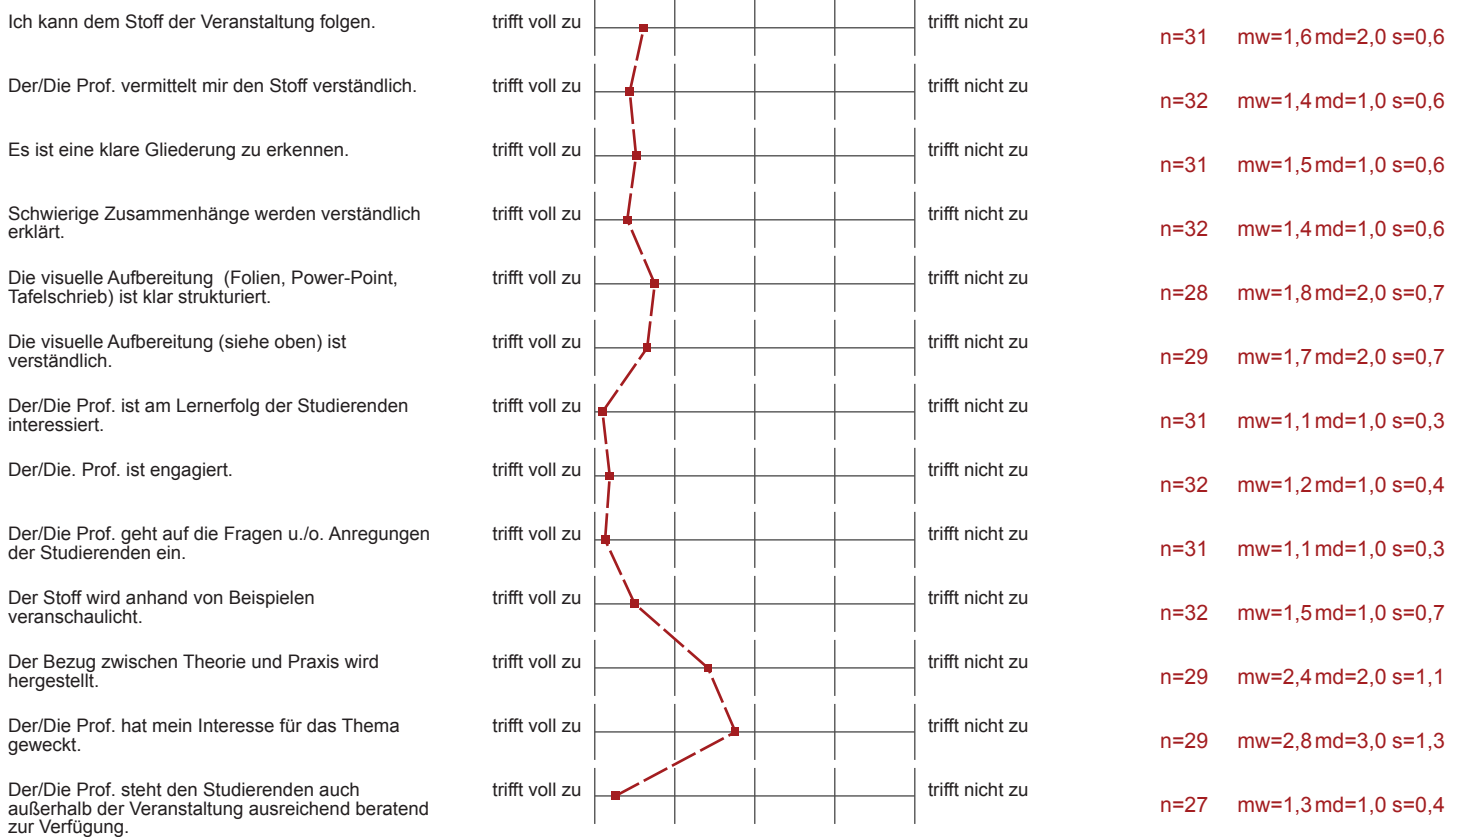 Ich kann dem Stoff der Veranstaltung folgen. trifft voll zu trifft nicht zu n=31 mw=1,6 md=2,0 s=0,6
Der/Die Prof. vermittelt mir den Stoff verständlich. trifft voll zu trifft nicht zu n=32 mw=1,4 md=1,0 s=0,6
Es ist eine klare Gliederung zu erkennen. trifft voll zu trifft nicht zu n=31 mw=1,5 md=1,0 s=0,6
Schwierige Zusammenhänge werden verständlich trifft voll zu trifft nicht zu
erklärt. n=32 mw=1,4 md=1,0 s=0,6
Die visuelle Aufbereitung (Folien, Power-Point, trifft voll zu trifft nicht zu
Tafelschrieb) ist klar strukturiert. n=28 mw=1,8 md=2,0 s=0,7
Die visuelle Aufbereitung (siehe oben) ist trifft voll zu trifft nicht zu
verständlich. n=29 mw=1,7 md=2,0 s=0,7
Der/Die Prof. ist am Lernerfolg der Studierenden trifft voll zu trifft nicht zu
interessiert. n=31 mw=1,1 md=1,0 s=0,3
Der/Die. Prof. ist engagiert. trifft voll zu trifft nicht zu n=32 mw=1,2 md=1,0 s=0,4
Der/Die Prof. geht auf die Fragen u./o. Anregungen trifft voll zu trifft nicht zu
der Studierenden ein. n=31 mw=1,1 md=1,0 s=0,3
Der Stoff wird anhand von Beispielen trifft voll zu trifft nicht zu
veranschaulicht. n=32 mw=1,5 md=1,0 s=0,7
Der Bezug zwischen Theorie und Praxis wird trifft voll zu trifft nicht zu
hergestellt. n=29 mw=2,4 md=2,0 s=1,1
Der/Die Prof. hat mein Interesse für das Thema trifft voll zu trifft nicht zu
geweckt. n=29 mw=2,8 md=3,0 s=1,3
Der/Die Prof. steht den Studierenden auch trifft voll zu trifft nicht zu
außerhalb der Veranstaltung ausreichend beratend n=27 mw=1,3 md=1,0 s=0,4
zur Verfügung.